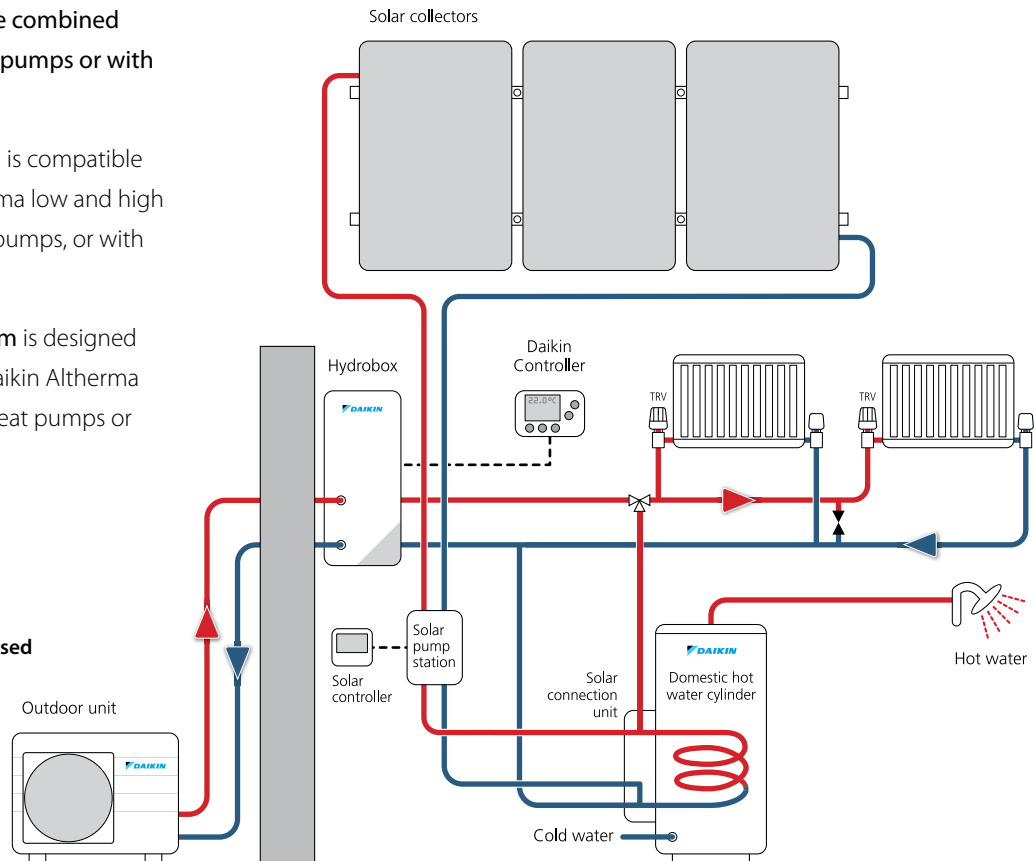 e combined
pumps or with
is compatible
ma low and high
pumps, or with
m is designed
aikin Altherma
eat pumps or
sed
Solar collectors
Hydrobox
DAIKIN
Daikin
Controller
22.0°C
TRV
TRV
Solar
pump
station
Solar
controller
Solar
connection
unit
DAIKIN
Domestic hot
water cylinder
Hot water
Outdoor unit
DAIKIN
Cold water